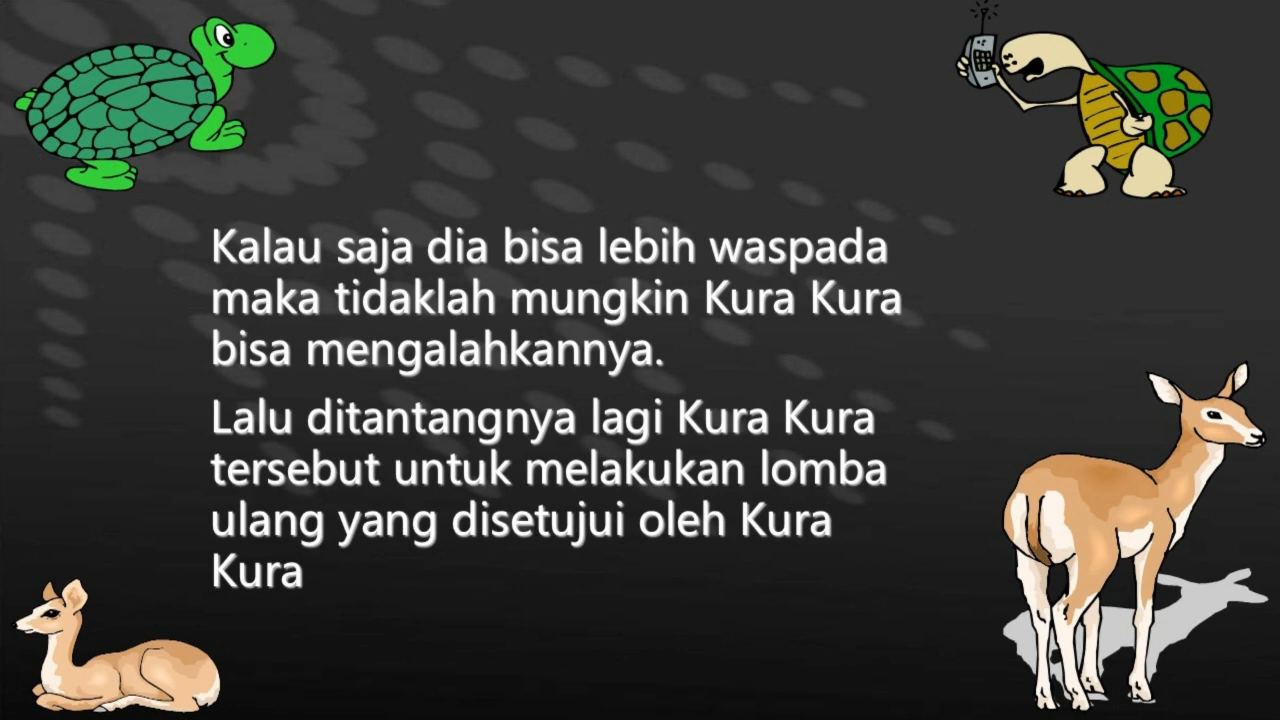 Kalau saja dia bisa lebih waspada
maka tidaklah mungkin Kura Kura
bisa mengalahkannya.
Lalu ditantangnya lagi Kura Kura
tersebut untuk melakukan lomba
ulang yang disetujui oleh Kura
Kura